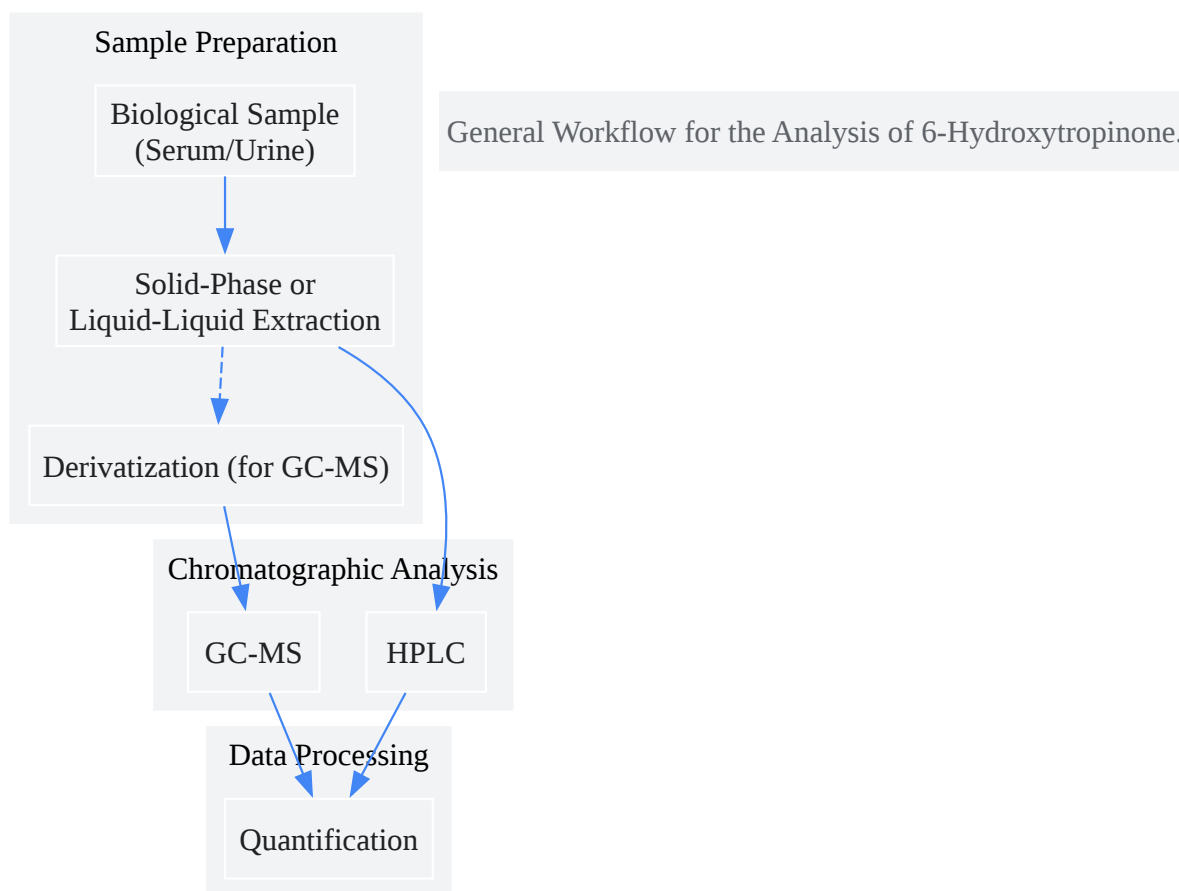 Sample Preparation
Biological Sample
(Serum/Urine)
General Workflow for the Analysis of 6-Hydroxytropinone.
Solid-Phase or
Liquid-Liquid Extraction
Derivatization (for GC-MS)
Chromatographic Analysis
GC-MS
HPLC
Data Processing
Quantification